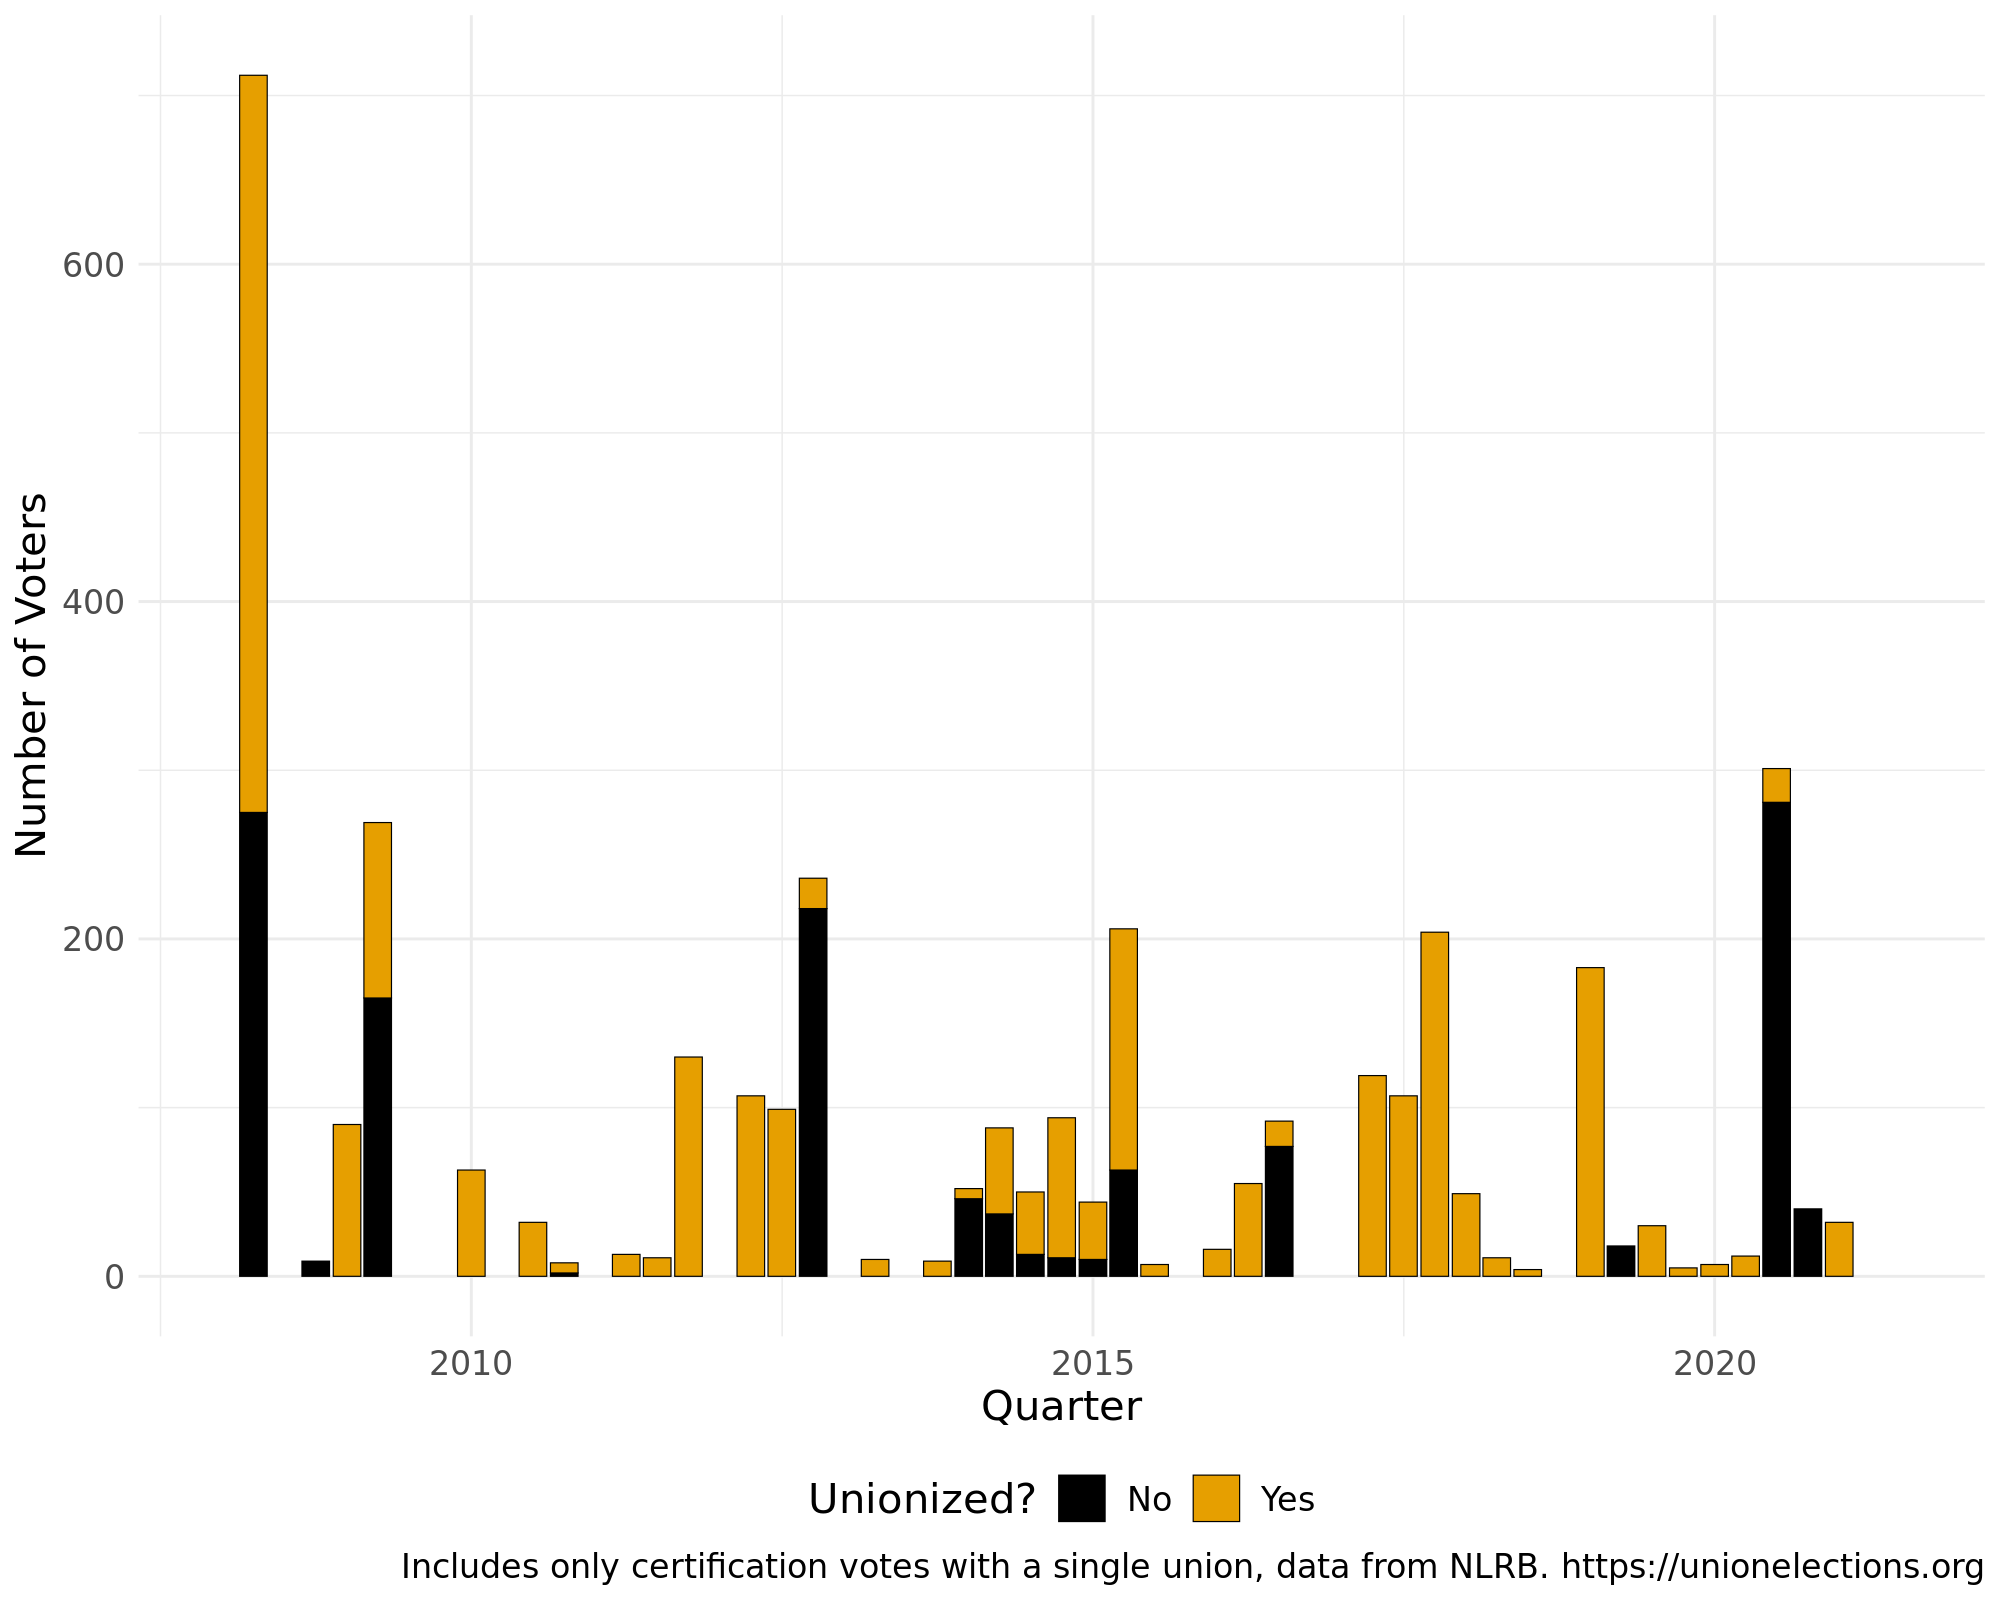 Number of Voters
600
400
200
0
2010 2015 2020
Quarter
Unionized? No Yes
Includes only certification votes with a single union, data from NLRB. https://unionelections.org